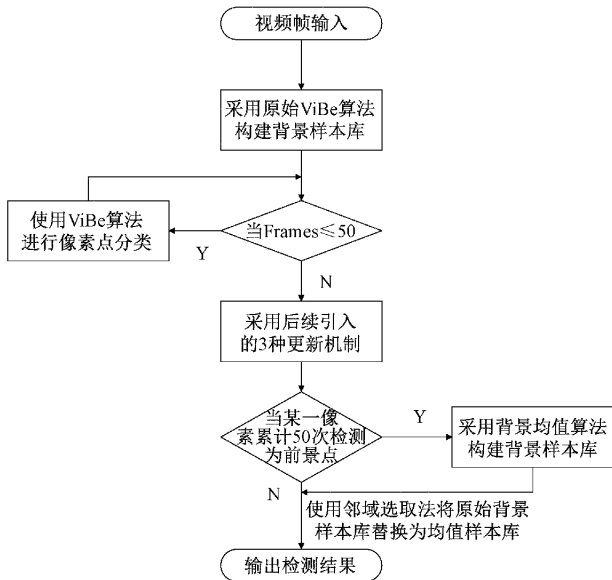 视频帧输入
采用原始ViBe算法
构建背景样本库
使用ViBe算法
进行像素点分类
Y
当Frames≤50
N
采用后续引入
的3种更新机制
当某一像
素累计50次检测
为前景点
Y
采用背景均值算法
构建背景样本库
N
使用邻域选取法将原始背景
样本库替换为均值样本库
输出检测结果